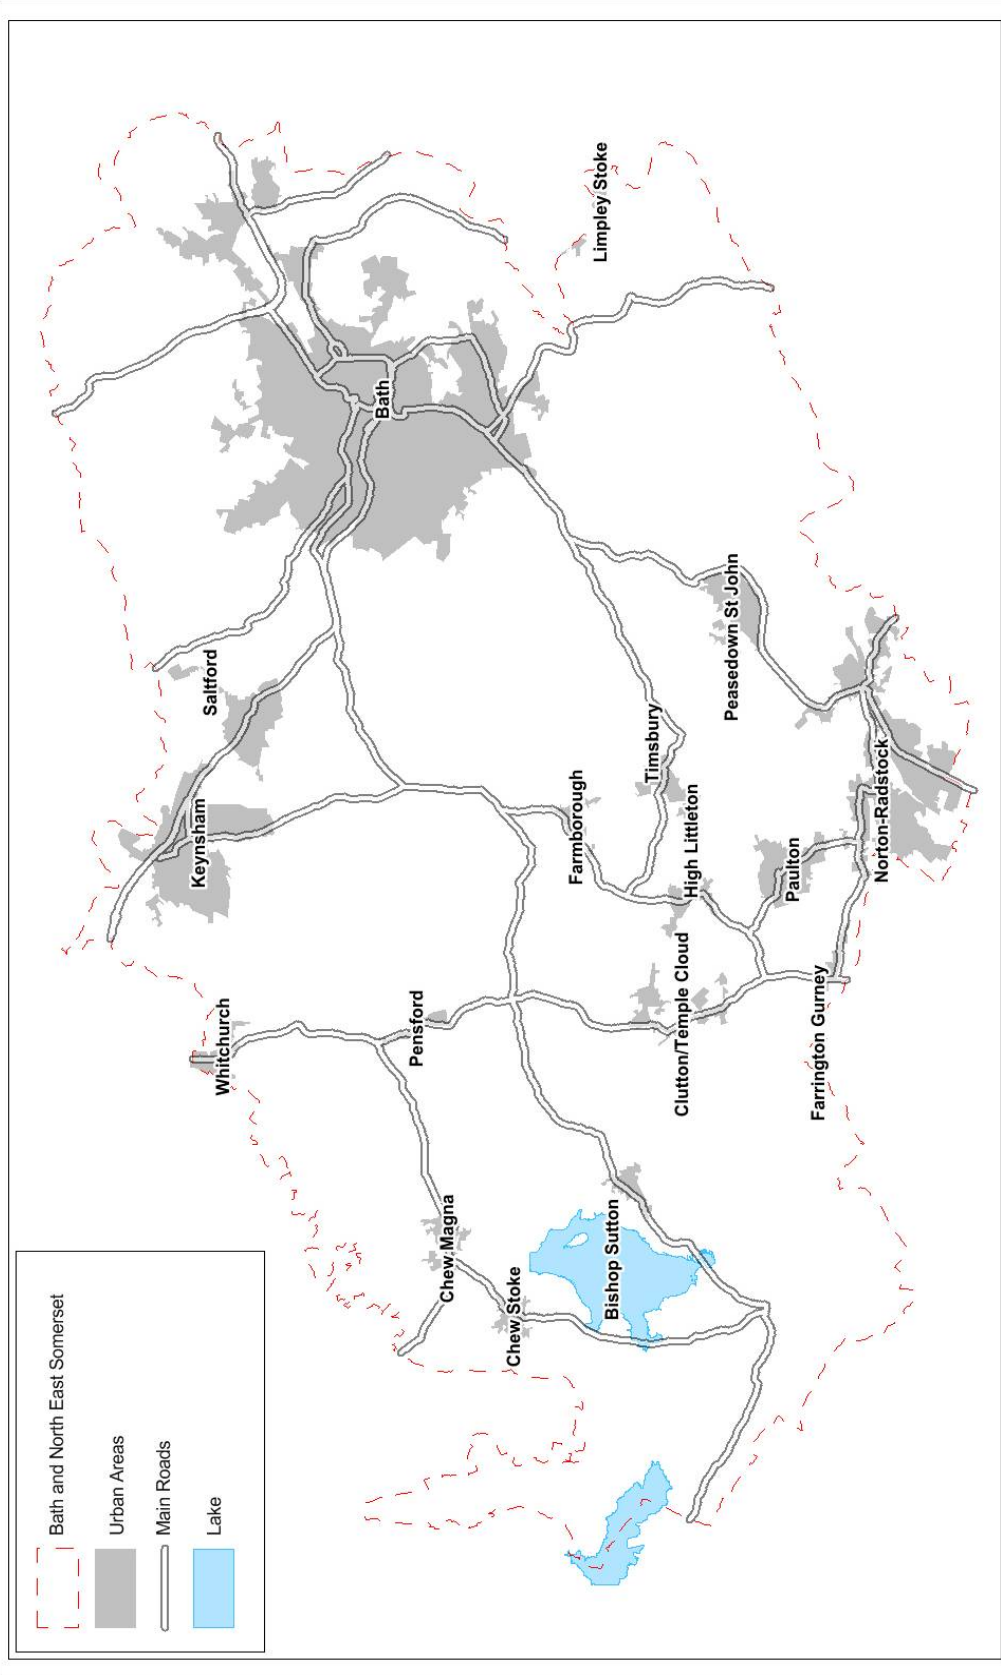 Bath and North East Somerset
Urban Areas
Main Roads
Lake
Keynsham
Saltford
Whitchurch
Bath
Pensford
Chew Magna
Chew Stoke
Farmborough
Limpley Stoke
Bishop Sutton
Timsbury
Clutton/Temple Cloud
High Littleton
Peasedown St John
Paulton
Farrington Gurney
Norton-Radstock